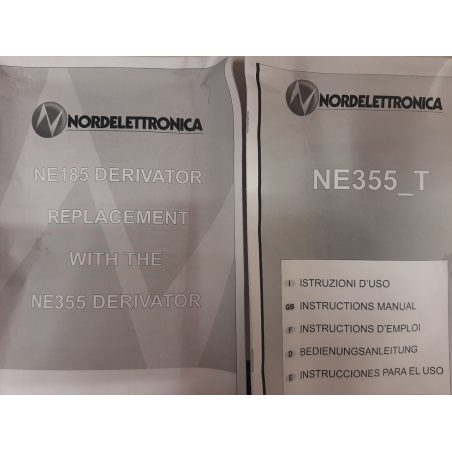 NORDELETTRONICA
NE185 DERIVATOR
REPLACEMENT
WITH THE
NE355 DERIVATOR
NORDELETTRONICA
NE355_T
I ISTRUZIONI D'USO
GB INSTRUCTIONS MANUAL
F INSTRUCTIONS D'EMPLOI
D BEDIENUNGSANLEITUNG
E INSTRUCCIONES PARA EL USO